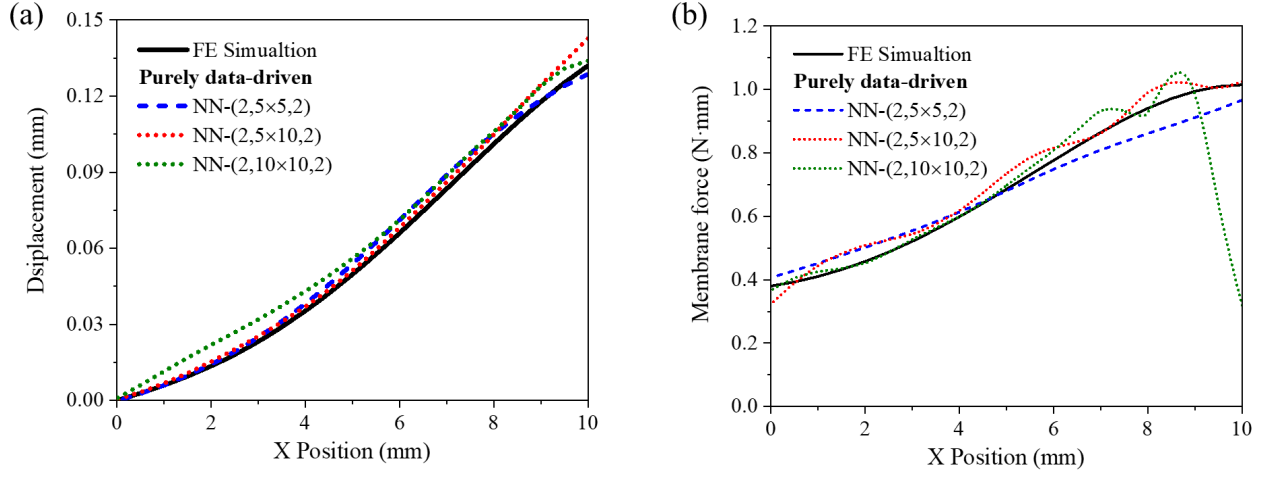 (a)
0.15
0.12
0.09
0.06
0.03
0.00
Dsiplacement (mm)
FE Simualtion
Purely data-driven
NN-(2,5×5,2)
NN-(2,5×10,2)
NN-(2,10×10,2)
0 2 4 6 8 10
X Position (mm)
(b)
1.2
1.0
0.8
0.6
0.4
0.2
0.0
Membrane force (N·mm)
FE Simualtion
Purely data-driven
NN-(2,5×5,2)
NN-(2,5×10,2)
NN-(2,10×10,2)
0 2 4 6 8 10
X Position (mm)